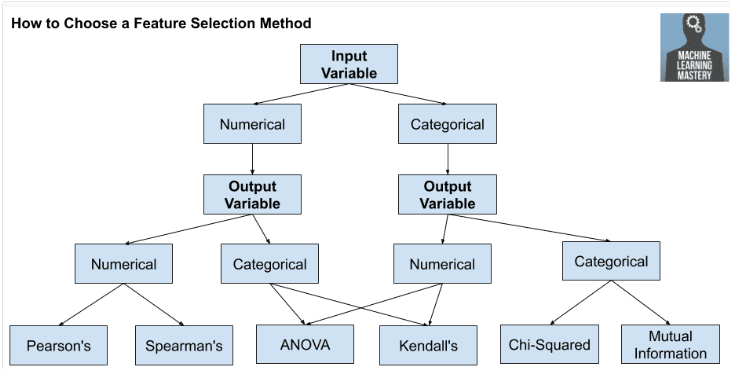 How to Choose a Feature Selection Method
MACHINE
LEARNING
MASTERY
Input
Variable
Numerical
Categorical
Output
Variable
Output
Variable
Numerical
Categorical
Numerical
Categorical
Pearson's
Spearman's
ANOVA
Kendall's
Chi-Squared
Mutual
Information